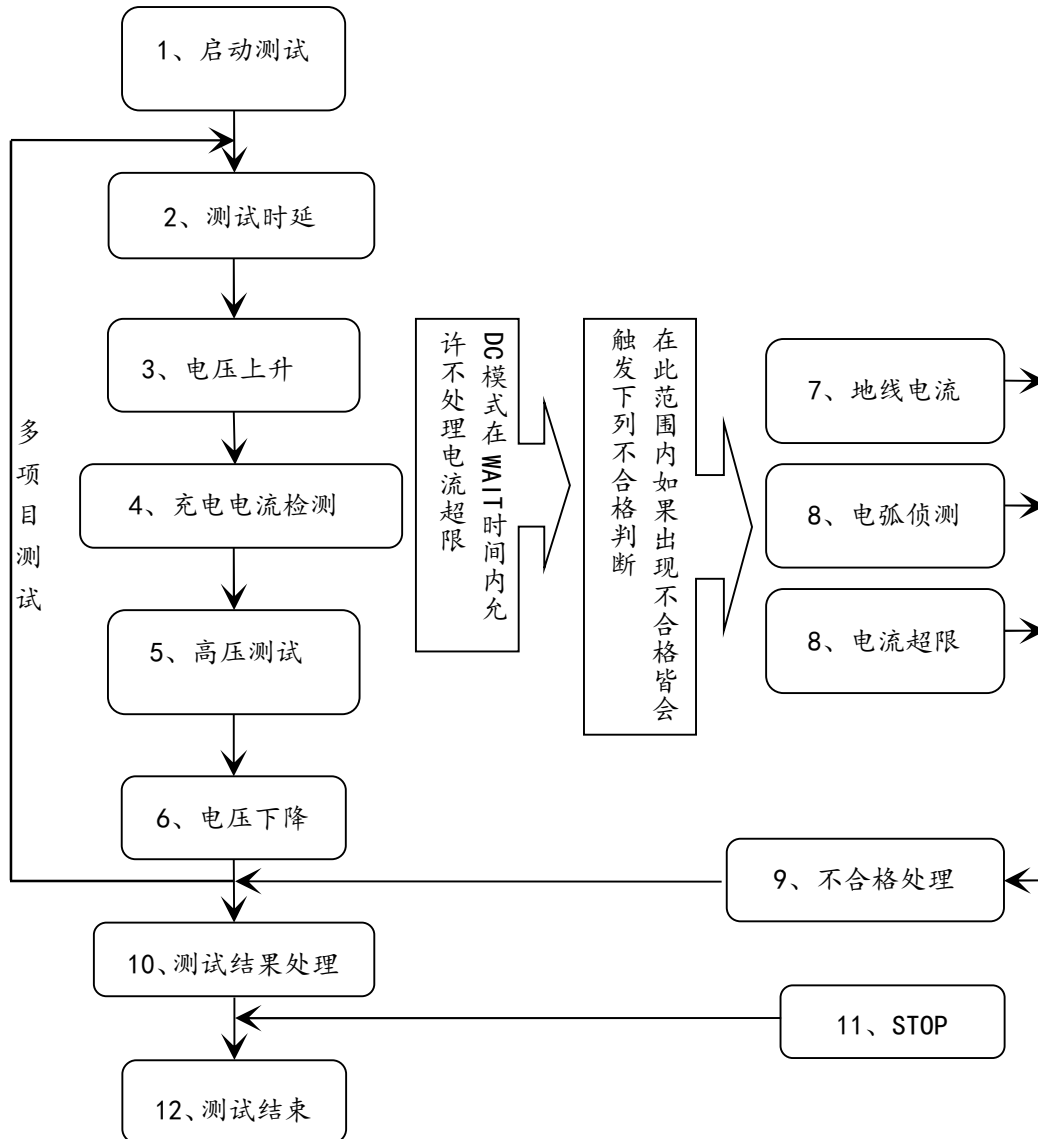 1、启动测试
2、测试时延
3、电压上升
4、充电电流检测
5、高压测试
6、电压下降
多项目测试
DC模式在WAIT时间内允
许不处理电流超限
在此范围内如果出现不合格皆会
触发下列不合格判断
7、地线电流
8、电弧侦测
8、电流超限
9、不合格处理
10、测试结果处理
11、STOP
12、测试结束